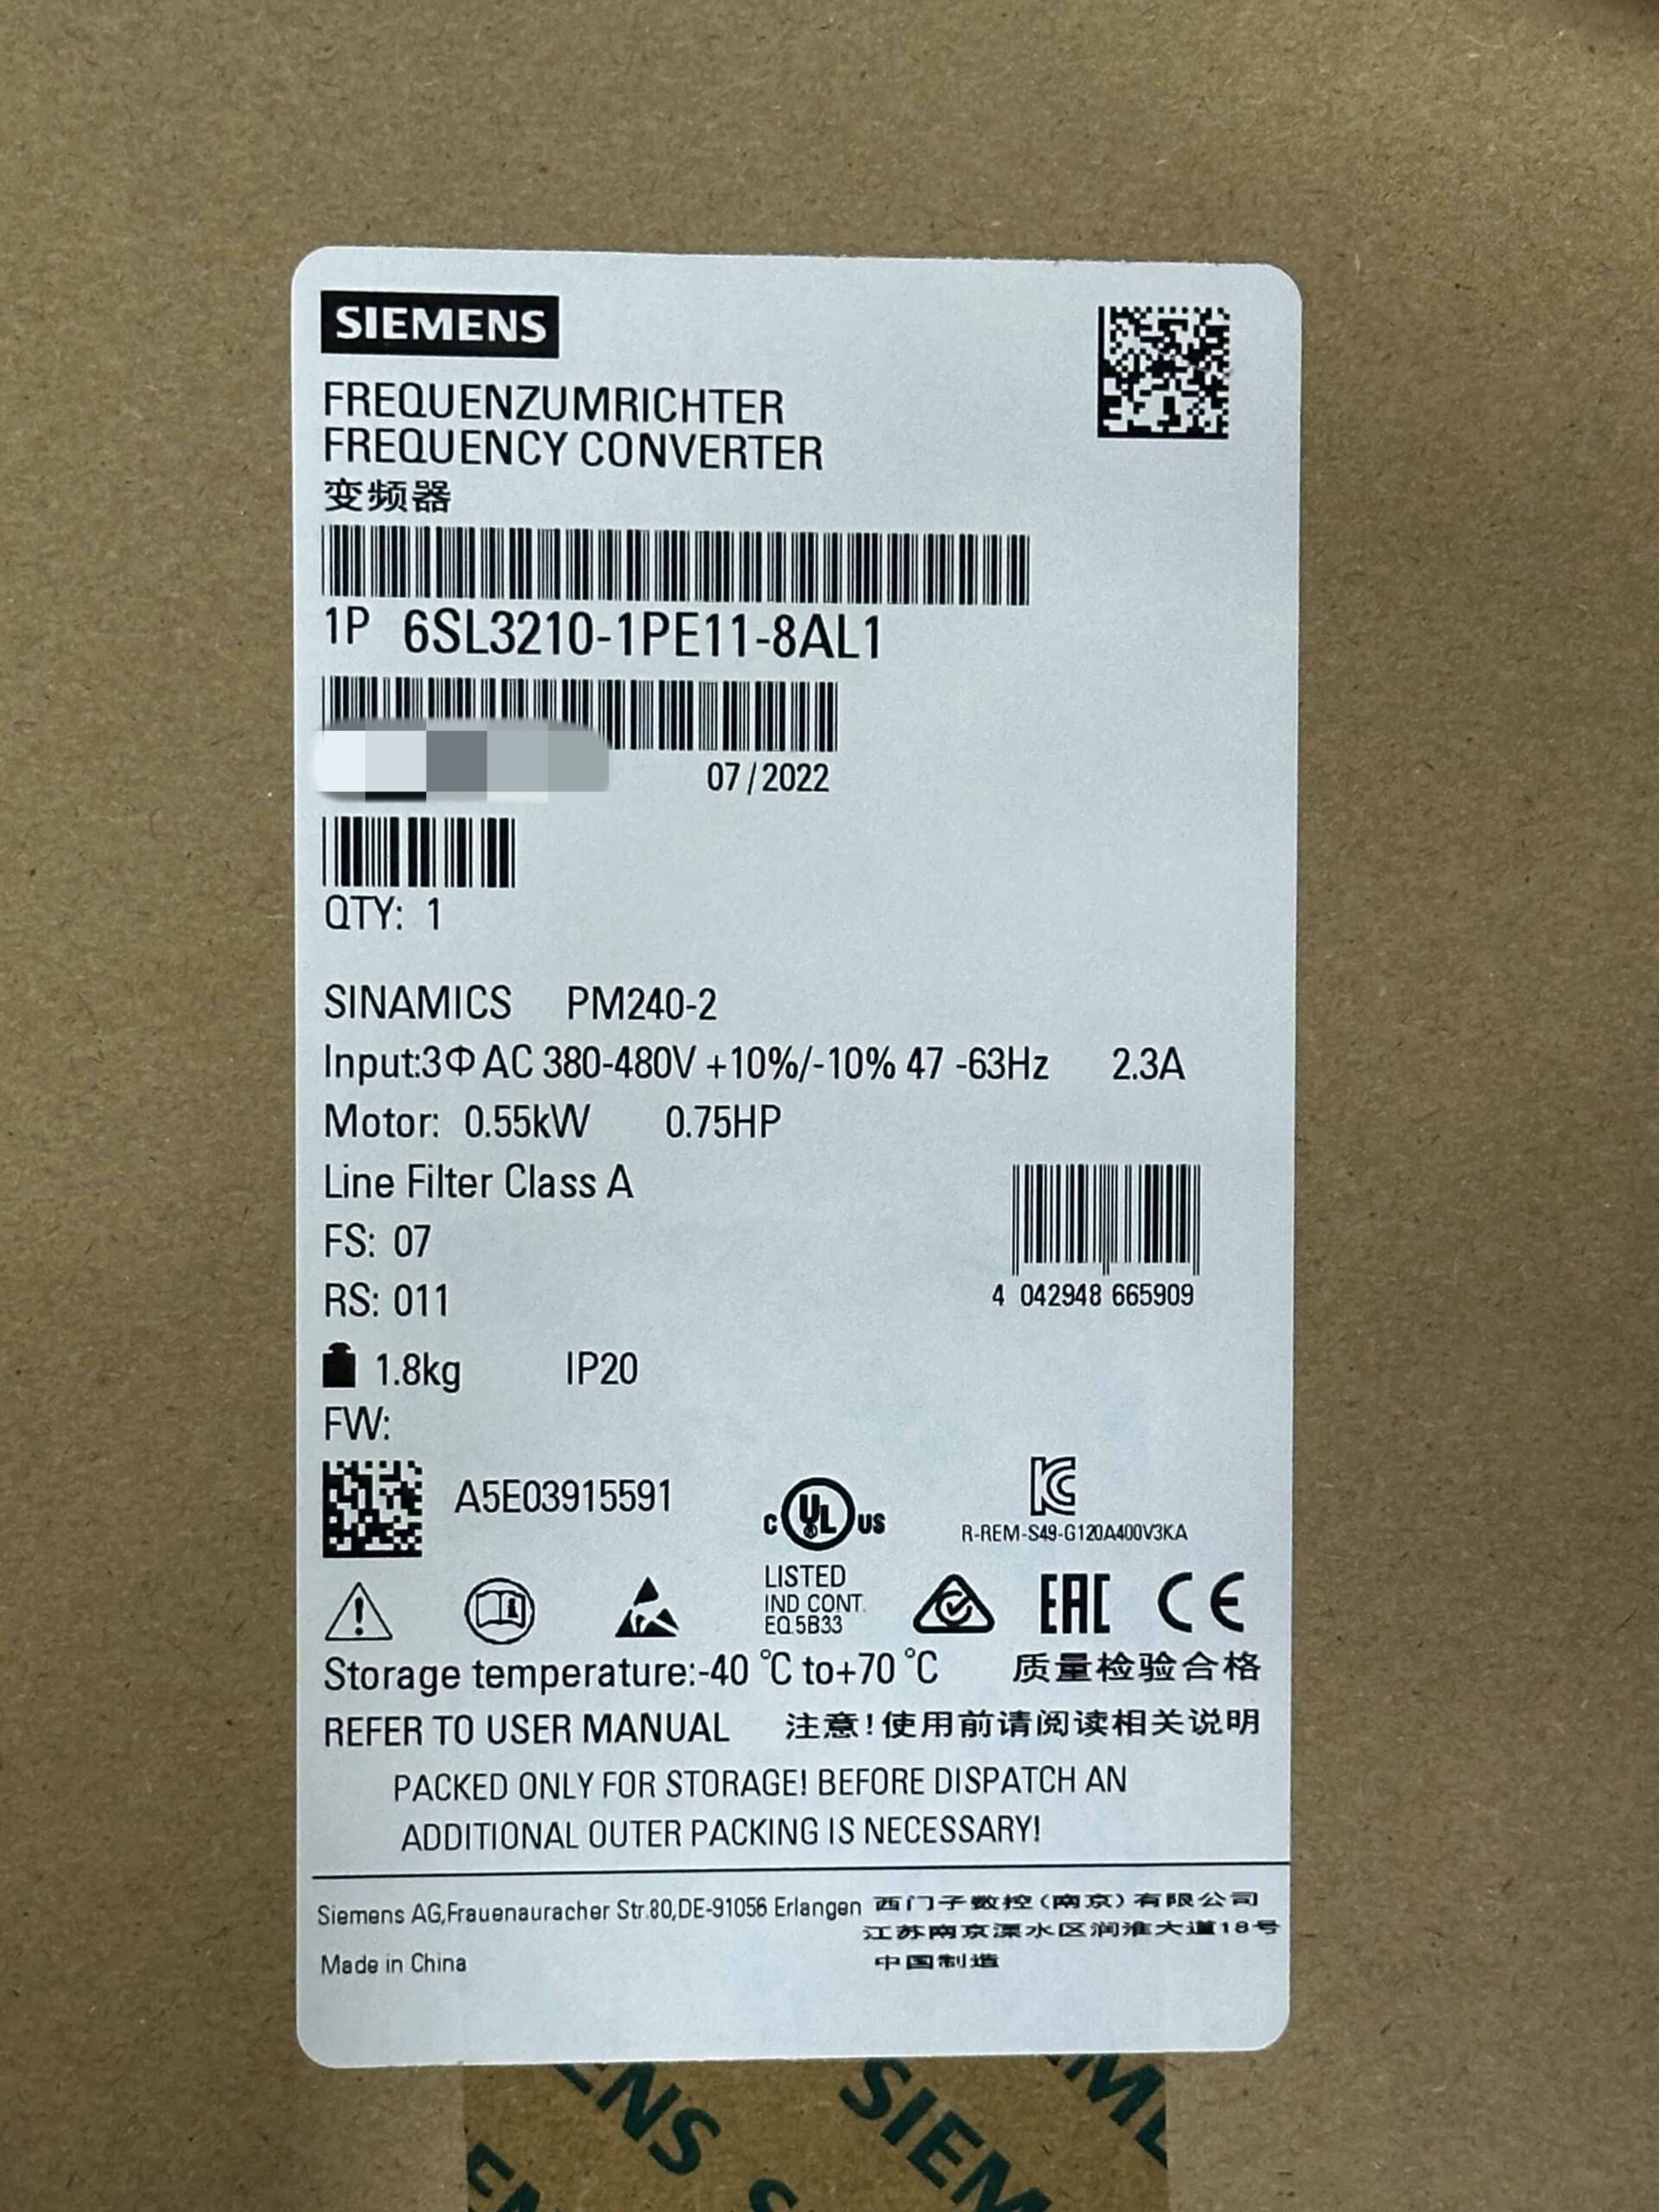 SIEMENS
FREQUENZUMRICHTER
FREQUENCY CONVERTER
变频器
1P 6SL3210-1PE11-8AL1
07/2022
QTY: 1
SINAMICS PM240-2
Input:3Φ AC 380-480V +10%/-10% 47 -63Hz 2.3A
Motor: 0.55kW 0.75HP
Line Filter Class A
FS: 07
RS: 011
4 042948 665909
1.8kg IP20
FW:
A5E03915591
C UL US
R-REM-S49-G120A400V3KA
LISTED
IND CONT.
EQ.5B33
EAC CE
Storage temperature:-40 °C to+70 °C 质量检验合格
REFER TO USER MANUAL 注意!使用前请阅读相关说明
PACKED ONLY FOR STORAGE! BEFORE DISPATCH AN
ADDITIONAL OUTER PACKING IS NECESSARY!
Siemens AG,Frauenauracher Str.80,DE-91056 Erlangen 西门子数控(南京)有限公司
江苏南京溧水区润淮大道18号
Made in China 中国制造
ENS SIEM EME